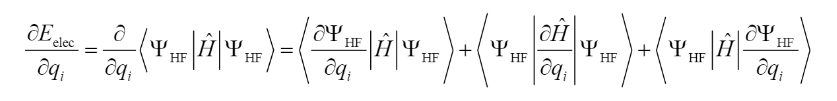 ∂E_elec/∂q_i = ∂/∂q_i ⟨Ψ_HF|Ĥ|Ψ_HF⟩ = ⟨∂Ψ_HF/∂q_i|Ĥ|Ψ_HF⟩ + ⟨Ψ_HF|∂Ĥ/∂q_i|Ψ_HF⟩ + ⟨Ψ_HF|Ĥ|∂Ψ_HF/∂q_i⟩